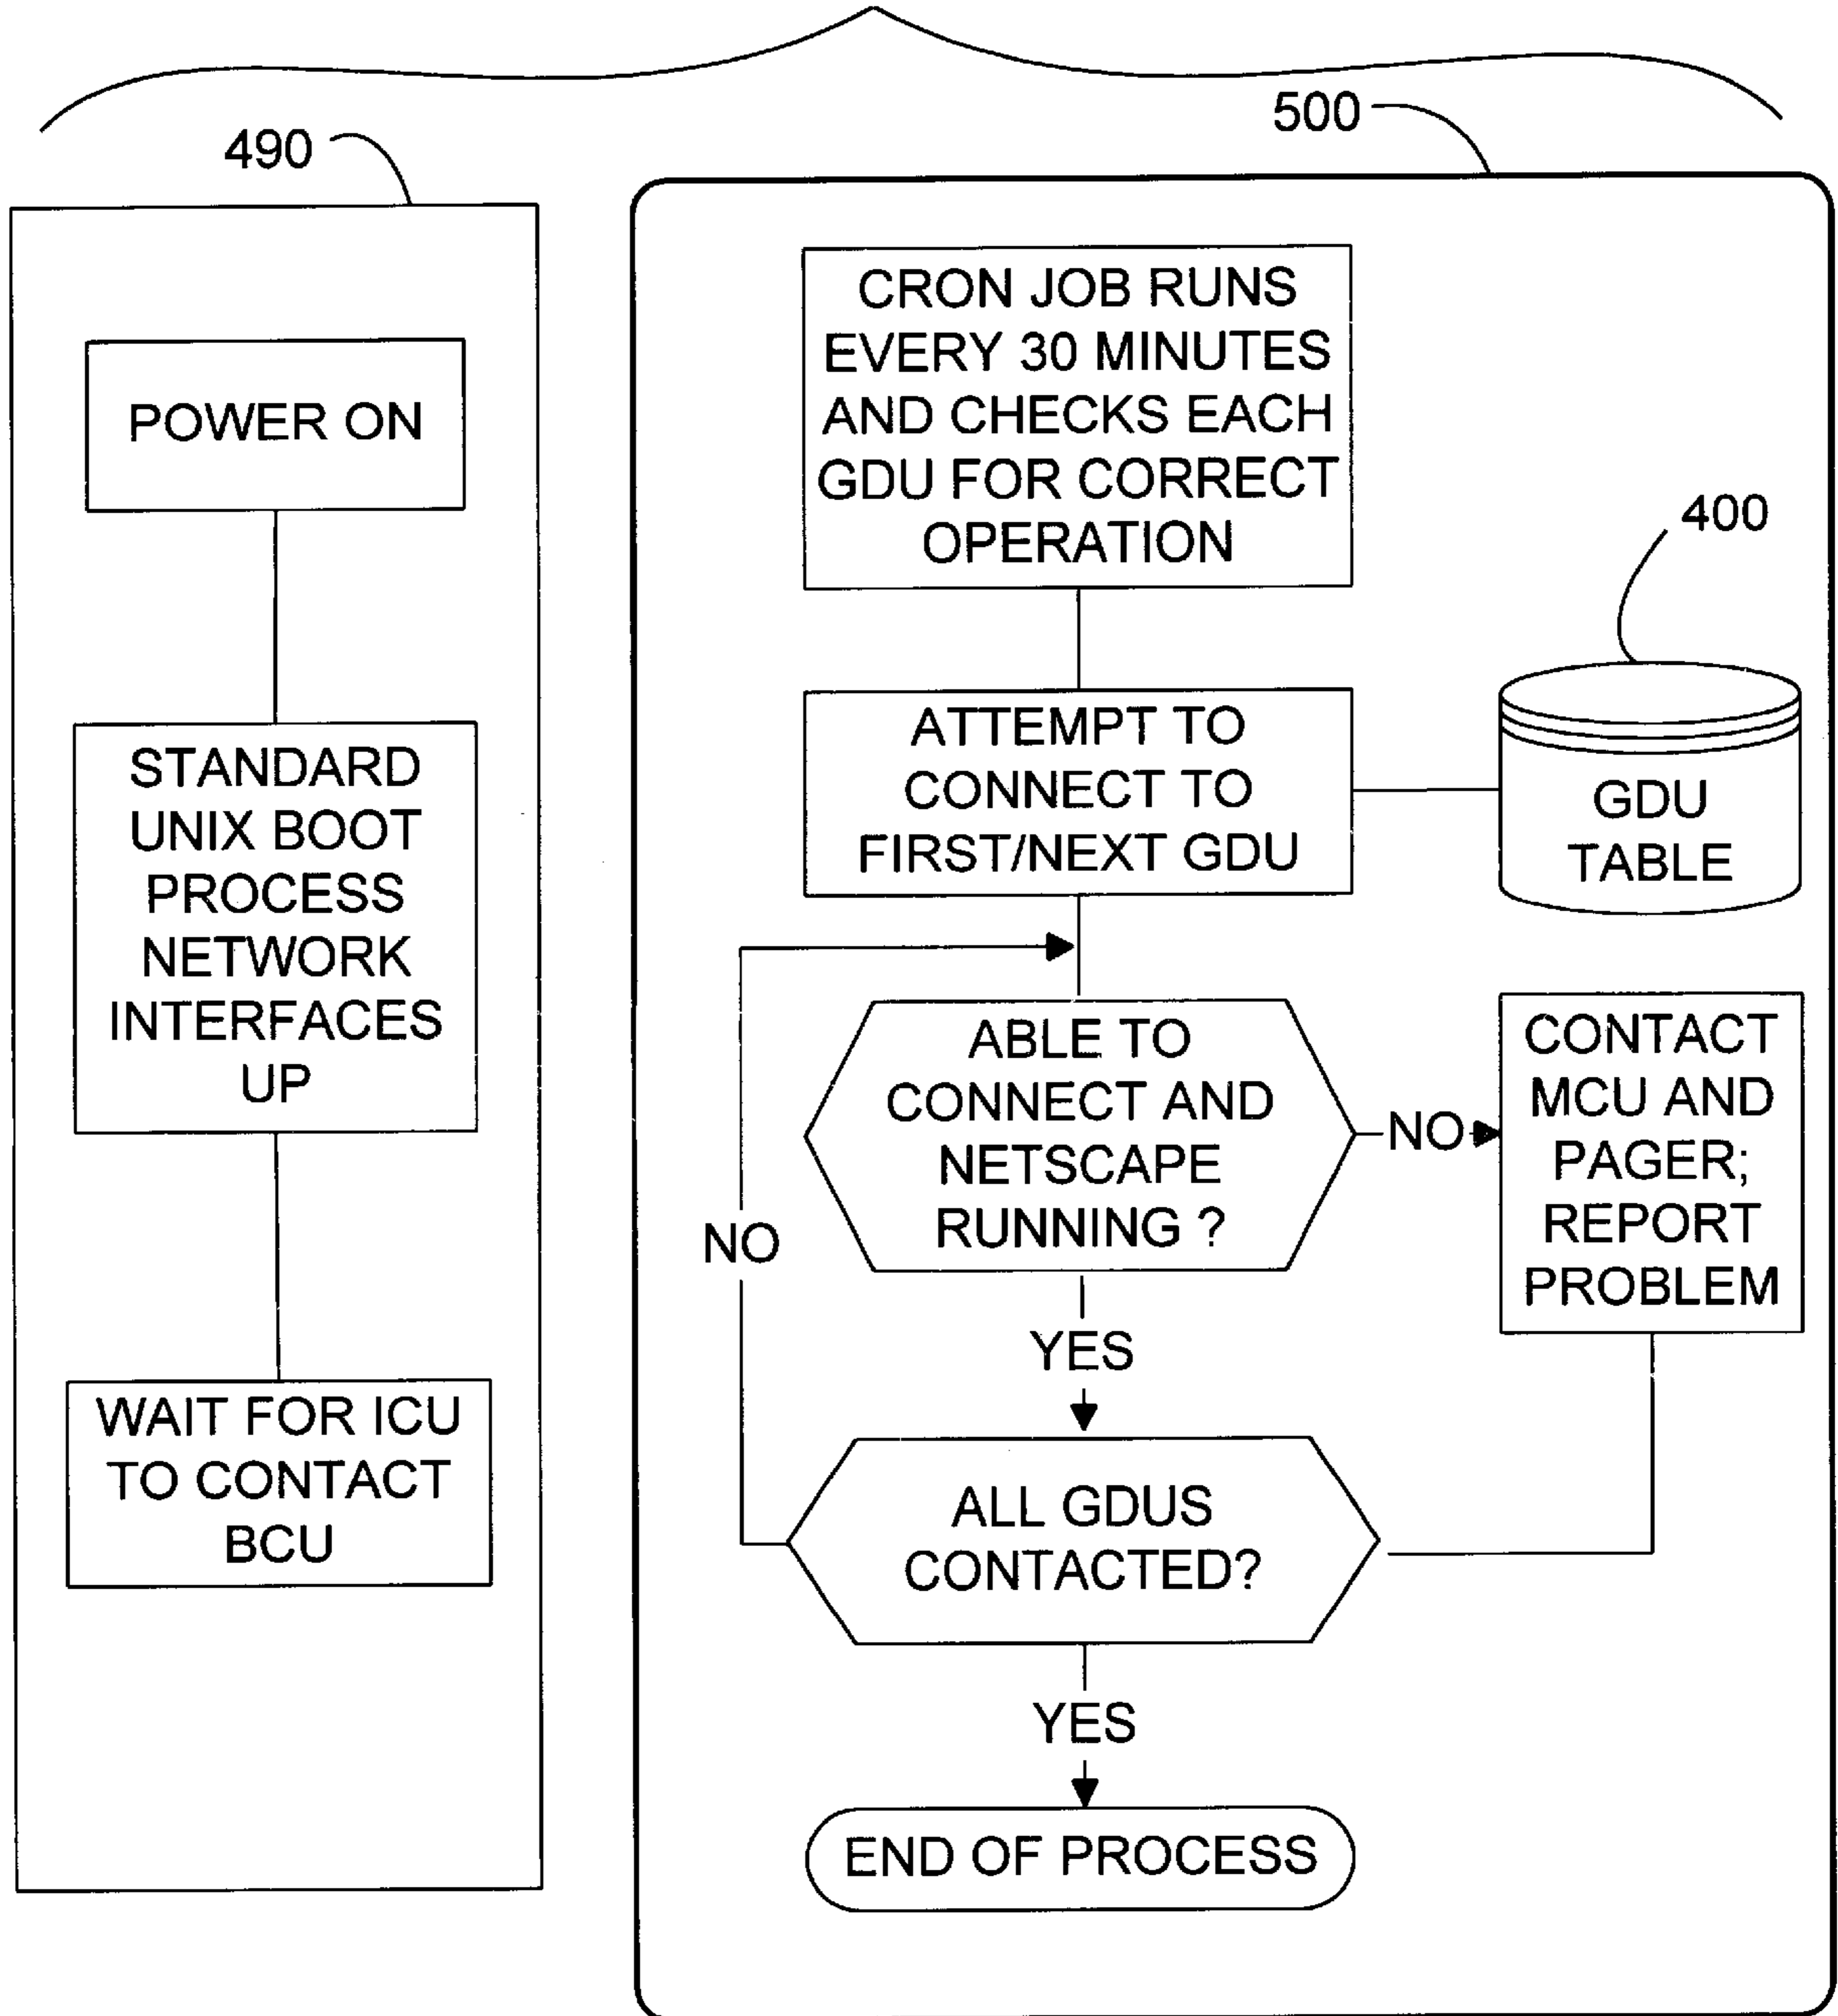 490
POWER ON
STANDARD
UNIX BOOT
PROCESS
NETWORK
INTERFACES
UP
WAIT FOR ICU
TO CONTACT
BCU
500
CRON JOB RUNS
EVERY 30 MINUTES
AND CHECKS EACH
GDU FOR CORRECT
OPERATION
400
ATTEMPT TO
CONNECT TO
FIRST/NEXT GDU
GDU
TABLE
ABLE TO
CONNECT AND
NETSCAPE
RUNNING ?
NO
CONTACT
MCU AND
PAGER;
REPORT
PROBLEM
NO
YES
ALL GDUS
CONTACTED?
YES
END OF PROCESS